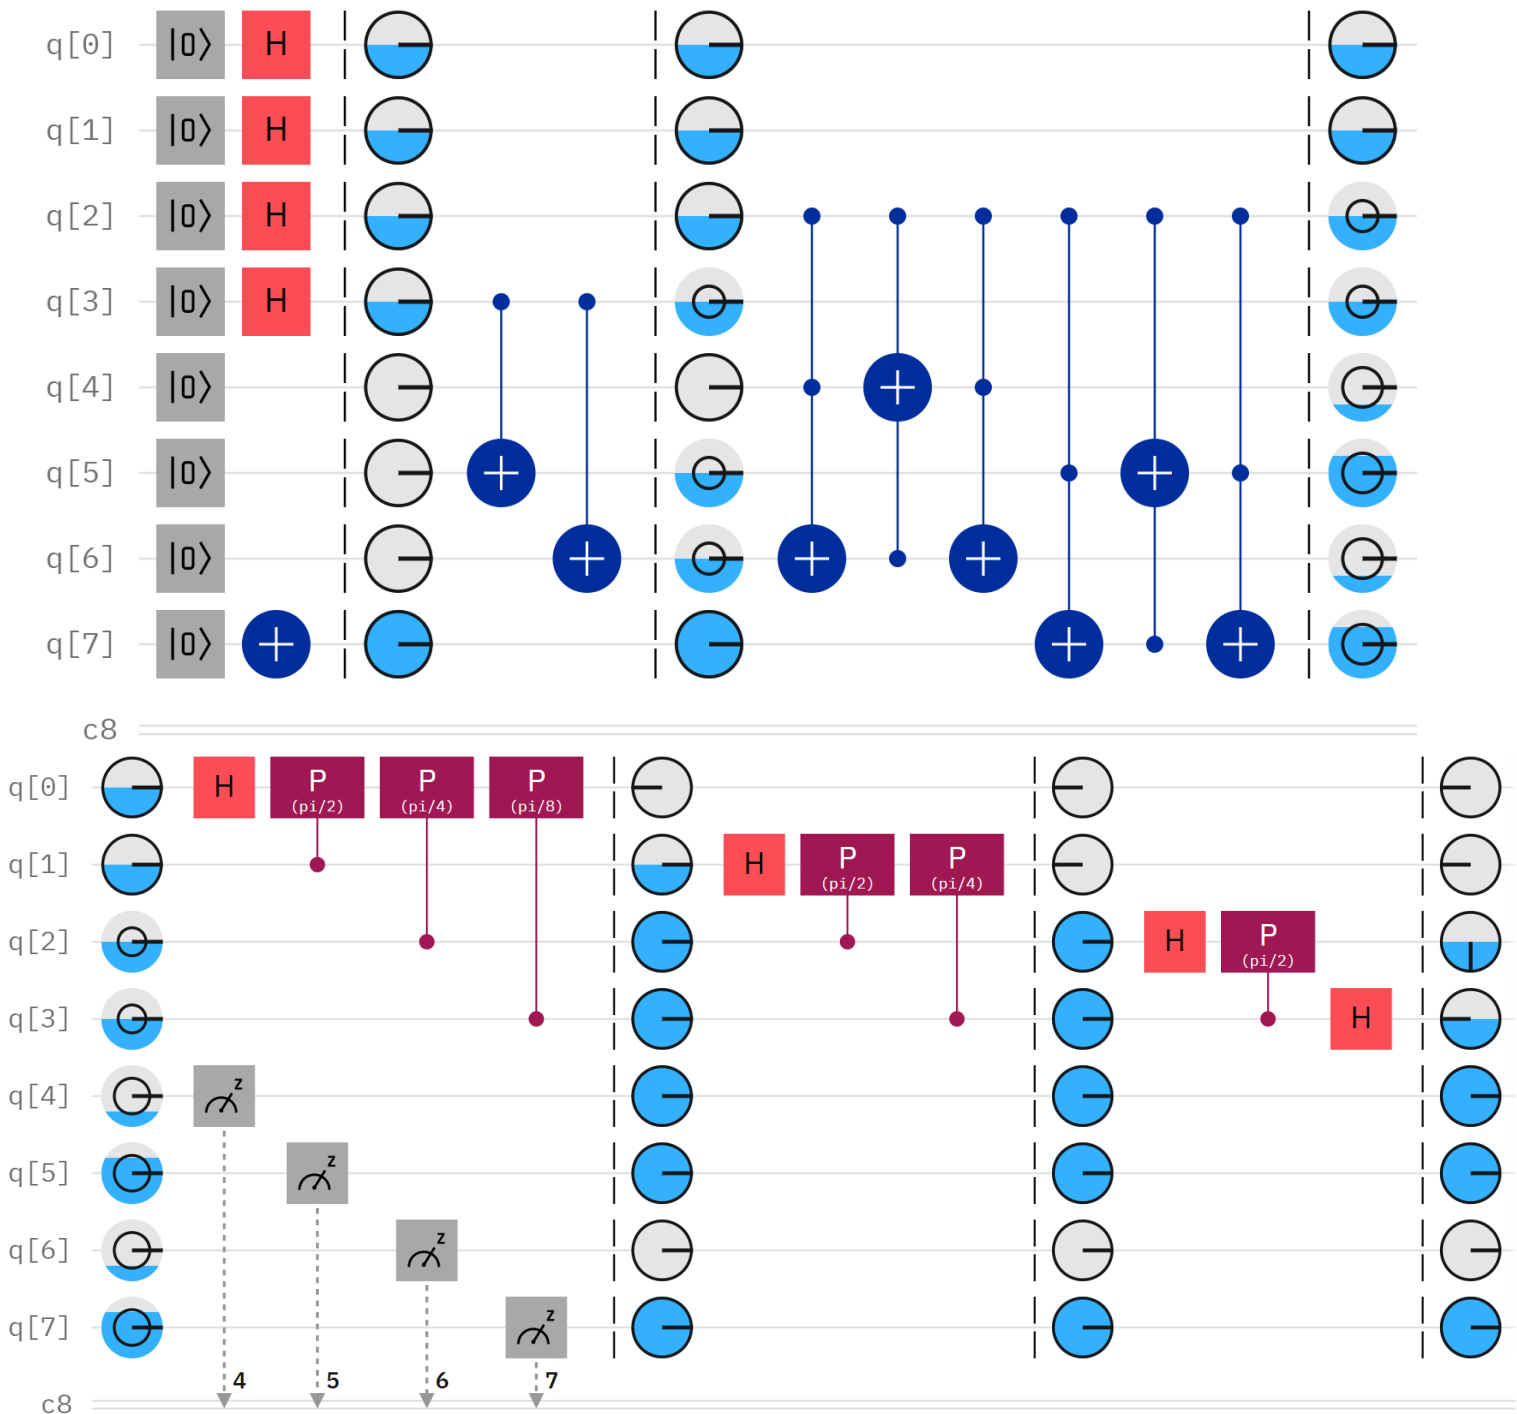 q[0] |0⟩ H
q[1] |0⟩ H
q[2] |0⟩ H
q[3] |0⟩ H
q[4] |0⟩
q[5] |0⟩
q[6] |0⟩
q[7] |0⟩
c8
q[0] H P (pi/2) P (pi/4) P (pi/8)
q[1] H P (pi/2) P (pi/4)
q[2] H P (pi/2)
q[3] H
q[4] z
q[5] z
q[6] z
q[7] z
4 5 6 7
c8